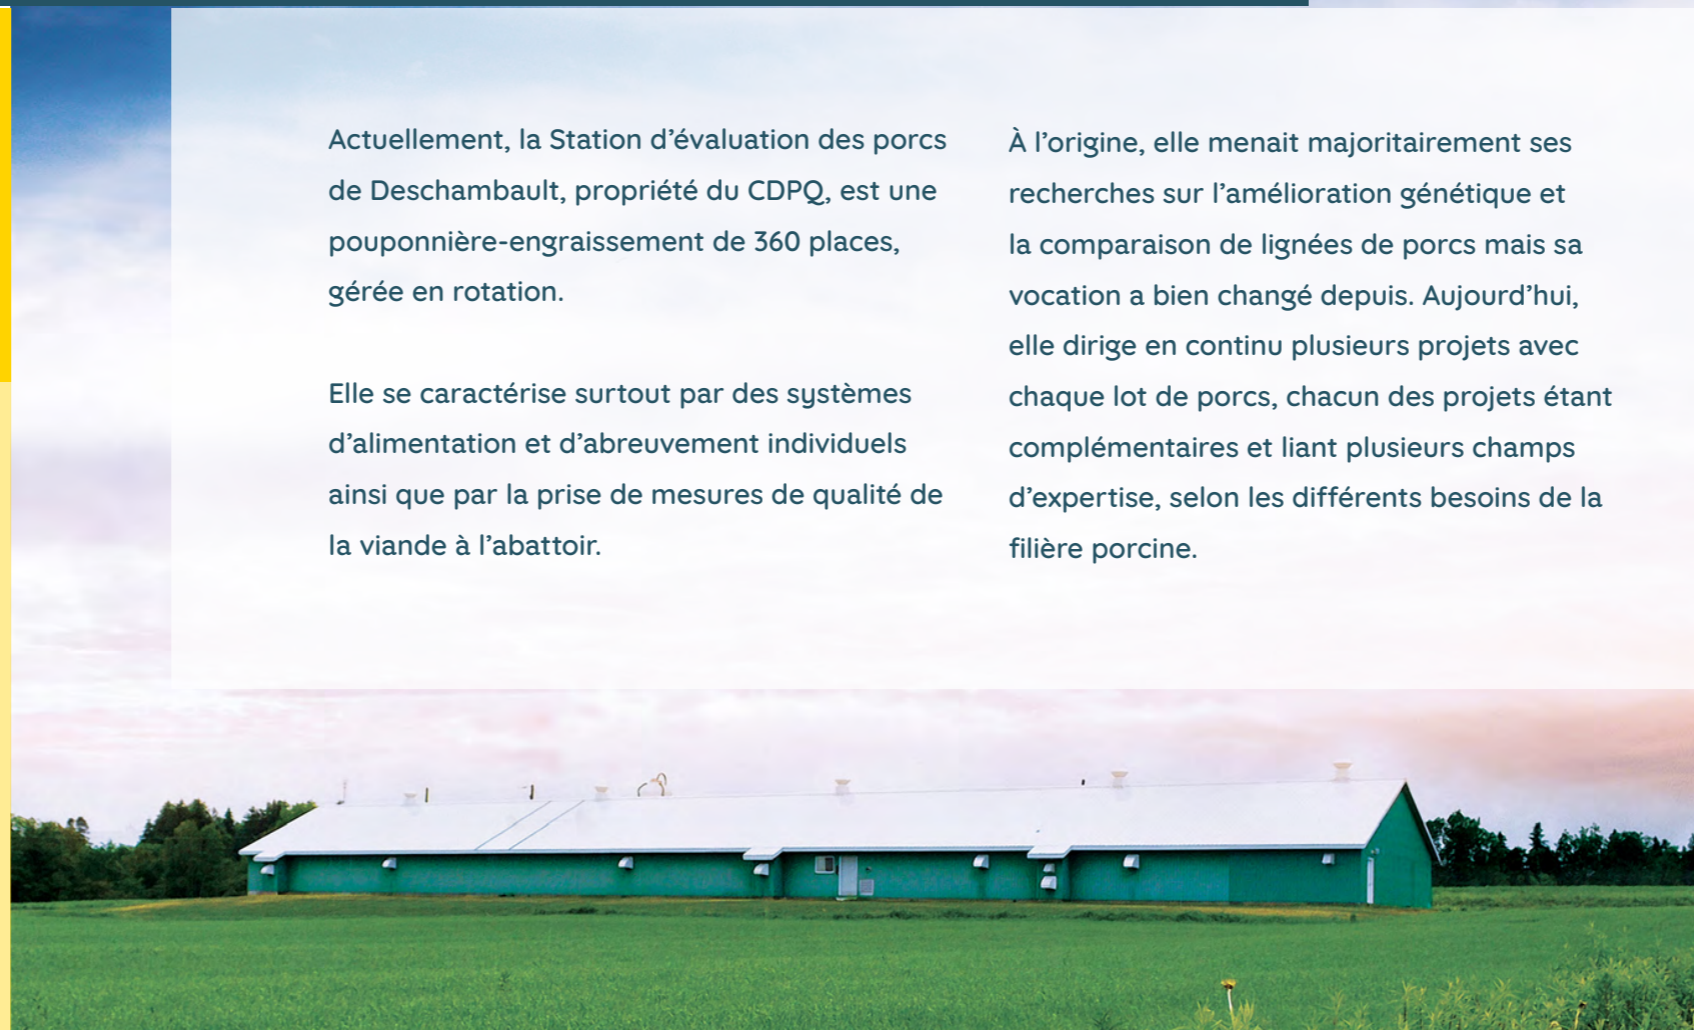 Actuellement, la Station d’évaluation des porcs
de Deschambault, propriété du CDPQ, est une
pouponnière-engraissement de 360 places,
gérée en rotation.
Elle se caractérise surtout par des systèmes
d’alimentation et d’abreuvement individuels
ainsi que par la prise de mesures de qualité de
la viande à l’abattoir.
À l’origine, elle menait majoritairement ses
recherches sur l’amélioration génétique et
la comparaison de lignées de porcs mais sa
vocation a bien changé depuis. Aujourd’hui,
elle dirige en continu plusieurs projets avec
chaque lot de porcs, chacun des projets étant
complémentaires et liant plusieurs champs
d’expertise, selon les différents besoins de la
filière porcine.